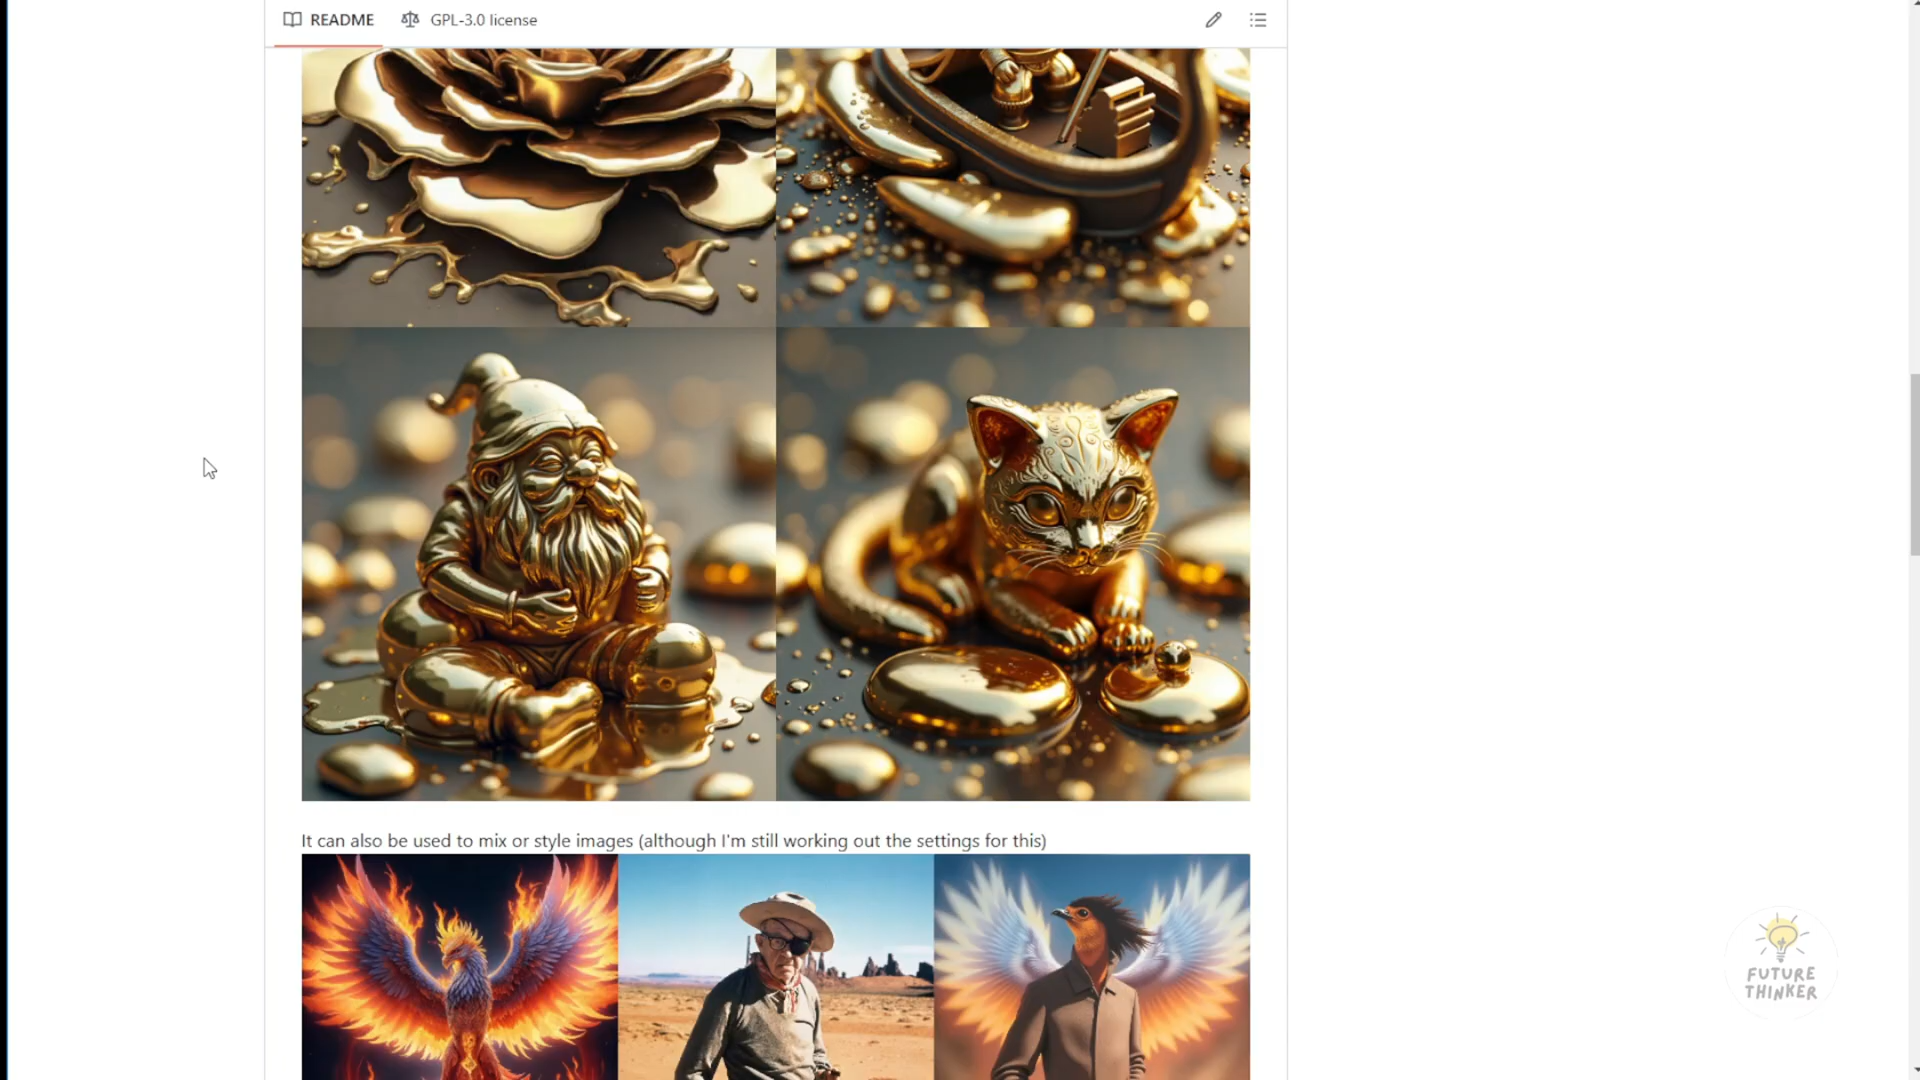 README
GPL-3.0 license
It can also be used to mix or style images (although I'm still working out the settings for this)
FUTURE
THINKER